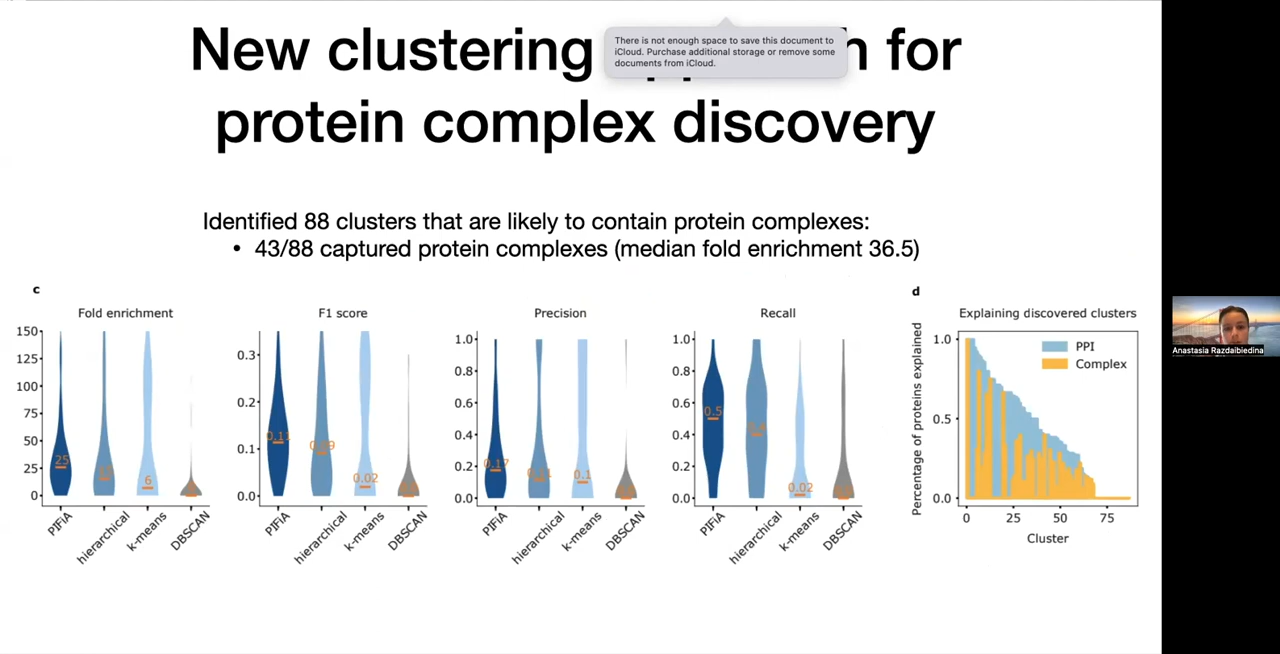 New clustering for
There is not enough space to save this document to
iCloud. Purchase additional storage or remove some
documents from iCloud.
protein complex discovery
Identified 88 clusters that are likely to contain protein complexes:
• 43/88 captured protein complexes (median fold enrichment 36.5)
c
Fold enrichment
150
125
100
75
50
25
0
25
6
PIFiA
hierarchical
k-means
DBSCAN
F1 score
0.3
0.2
0.1
0.0
0.11
0.09
0.02
PIFiA
hierarchical
k-means
DBSCAN
Precision
1.0
0.8
0.6
0.4
0.2
0.0
0.17
0.1
PIFiA
hierarchical
k-means
DBSCAN
Recall
1.0
0.8
0.6
0.4
0.2
0.0
0.5
0.02
PIFiA
hierarchical
k-means
DBSCAN
d
Explaining discovered clusters
Percentage of proteins explained
1.0
0.5
0.0
PPI
Complex
0
25
50
75
Cluster
Anastasia Razdaibiedina